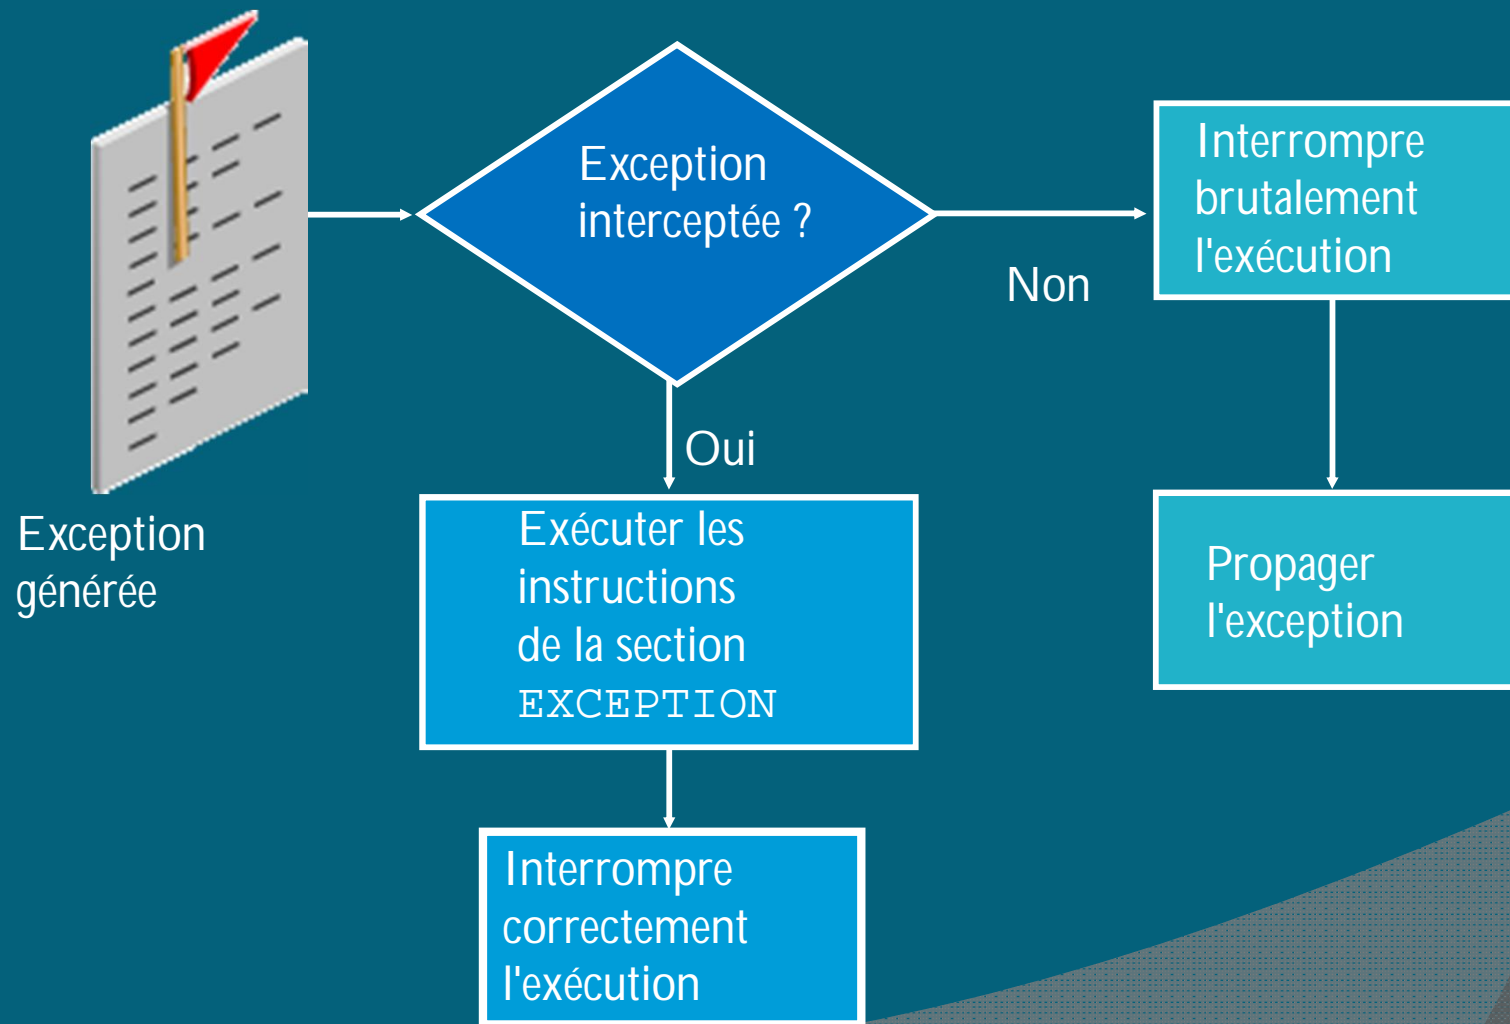 Exception
générée
Exception
interceptée ?
Non
Interrompre
brutalement
l'exécution
Propager
l'exception
Oui
Exécuter les
instructions
de la section
EXCEPTION
Interrompre
correctement
l'exécution